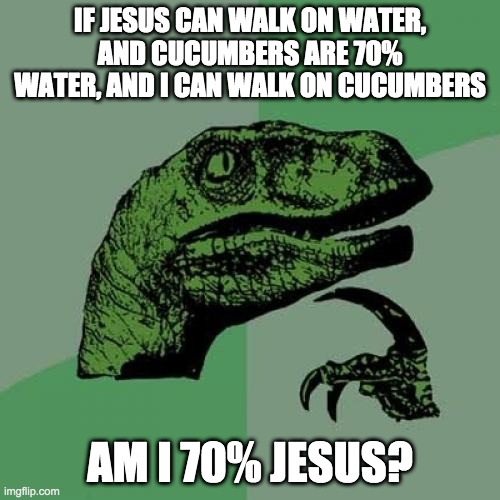 IF JESUS CAN WALK ON WATER,
AND CUCUMBERS ARE 70%
WATER, AND I CAN WALK ON CUCUMBERS
AM I 70% JESUS?
imgflip.com